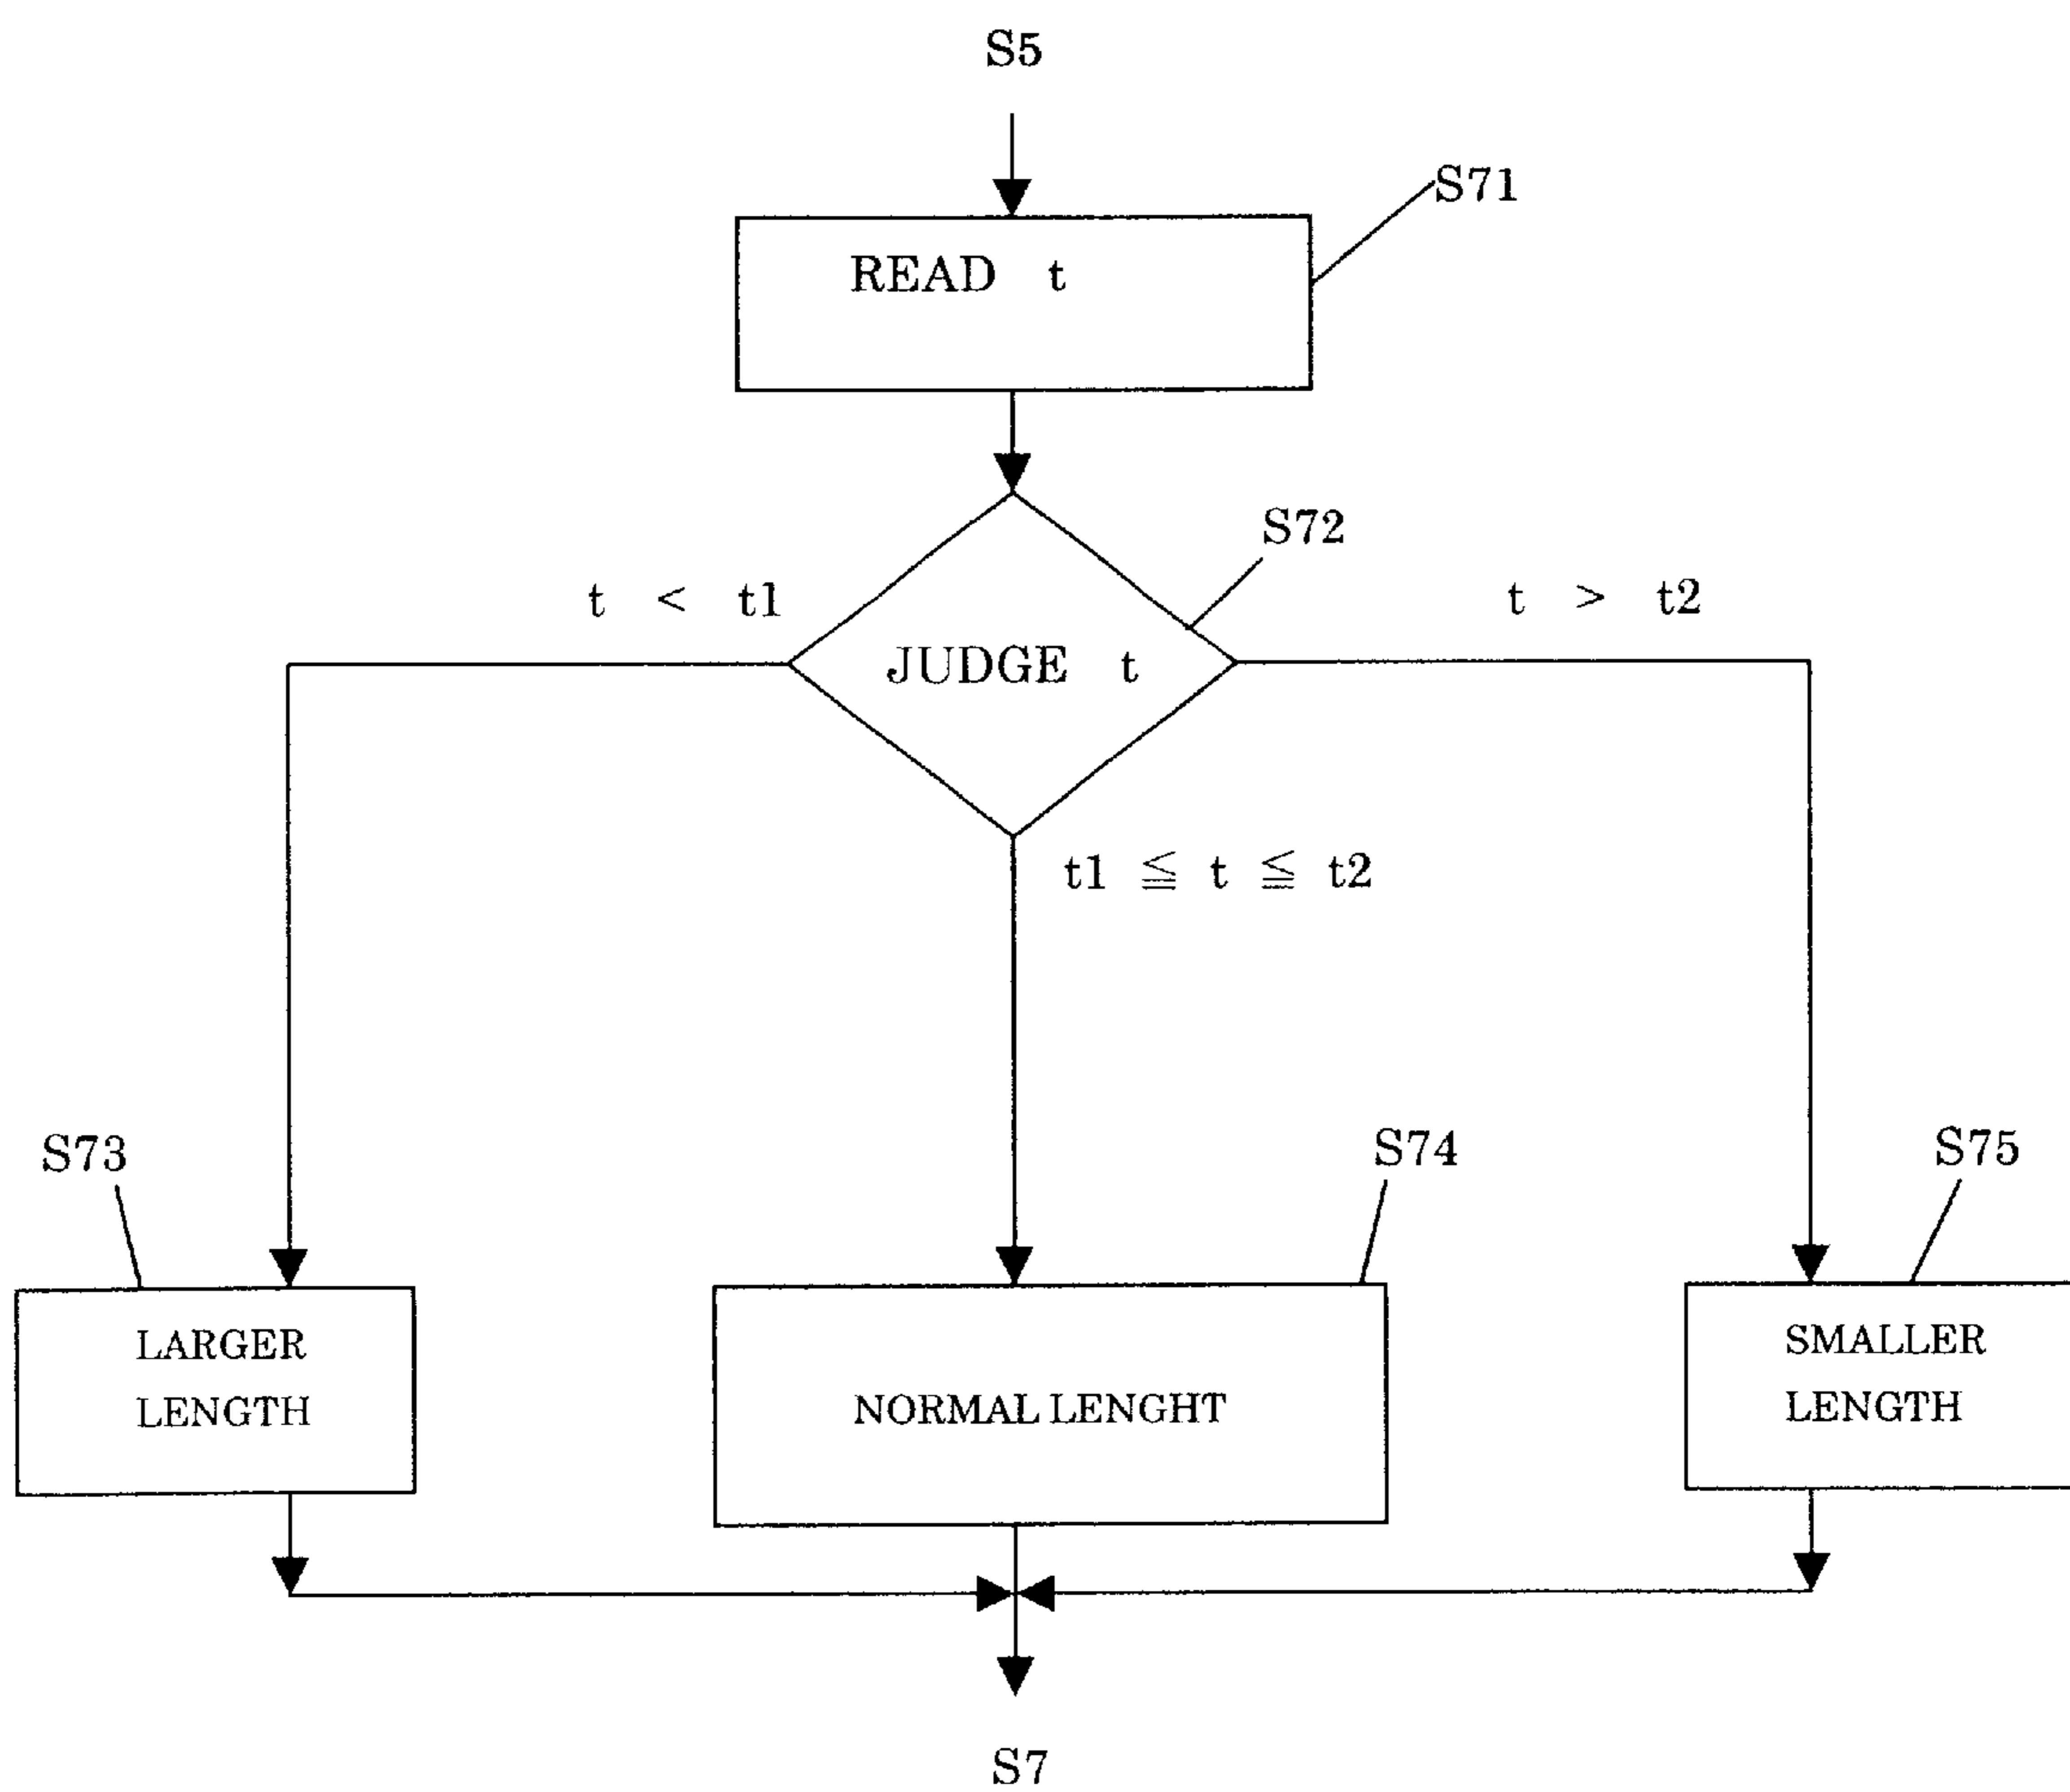 S5
S71
READ t
S72
t < t1
t > t2
JUDGE t
t1 ≦ t ≦ t2
S73
S74
S75
LARGER
LENGTH
NORMAL LENGHT
SMALLER
LENGTH
S7